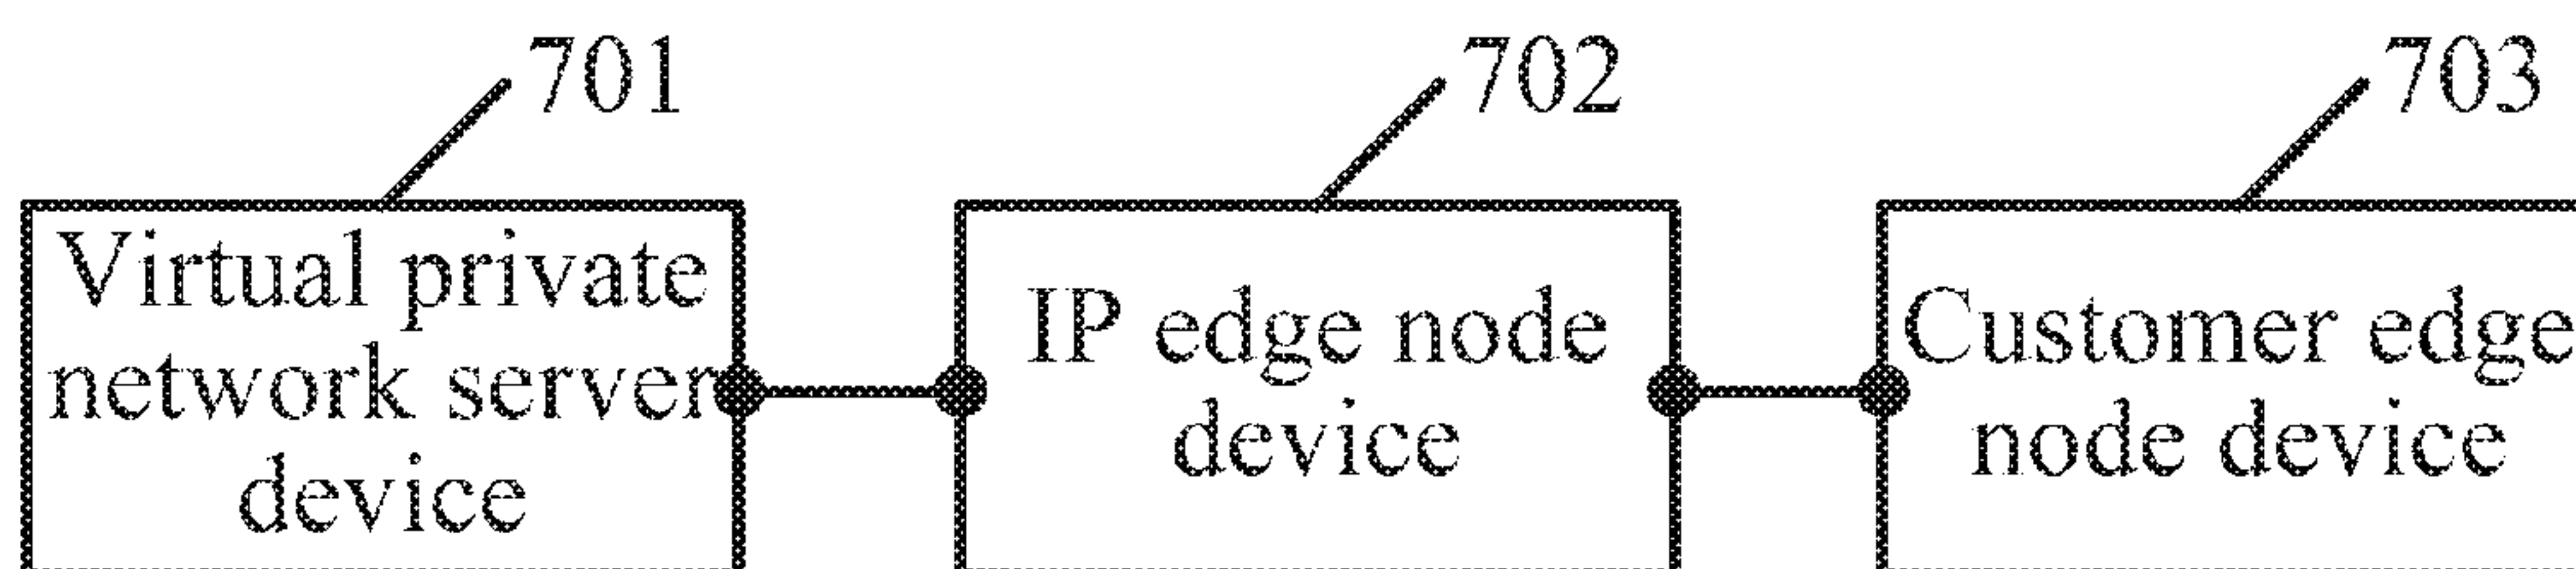 701
702
703
Virtual private
network server
device
IP edge node
device
Customer edge
node device